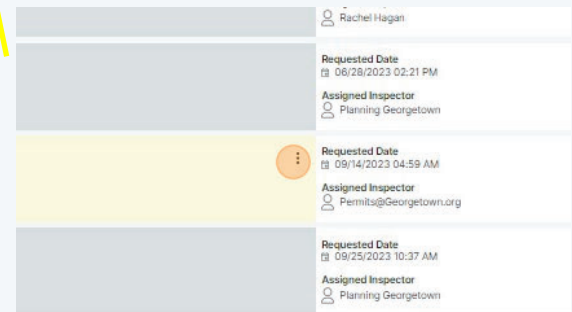 Rachel Hagan
Requested Date
06/28/2023 02:21 PM
Assigned Inspector
Planning Georgetown
Requested Date
09/14/2023 04:59 AM
Assigned Inspector
Permits@Georgetown.org
Requested Date
09/25/2023 10:37 AM
Assigned Inspector
Planning Georgetown